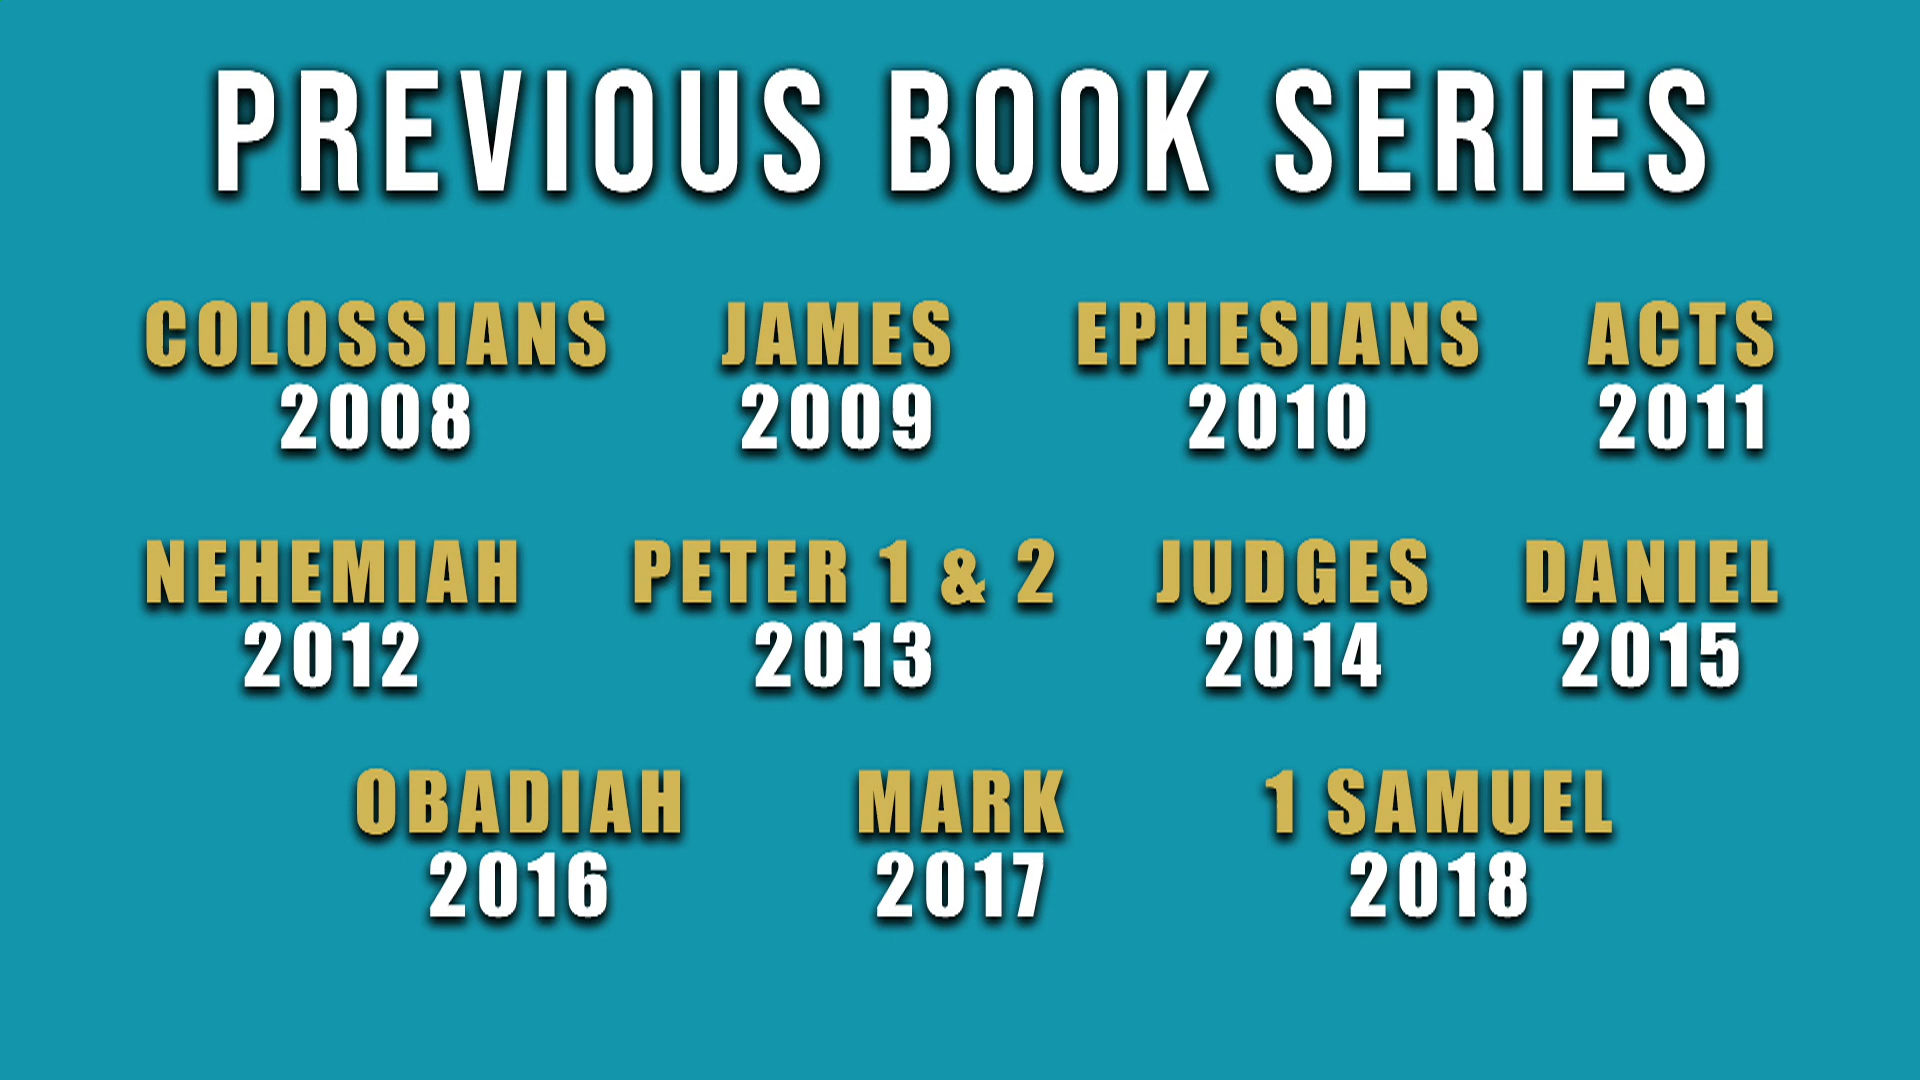 PREVIOUS BOOK SERIES
COLOSSIANS JAMES EPHESIANS ACTS
2008 2009 2010 2011
NEHEMIAH PETER 1 & 2 JUDGES DANIEL
2012 2013 2014 2015
OBADIAH MARK 1 SAMUEL
2016 2017 2018